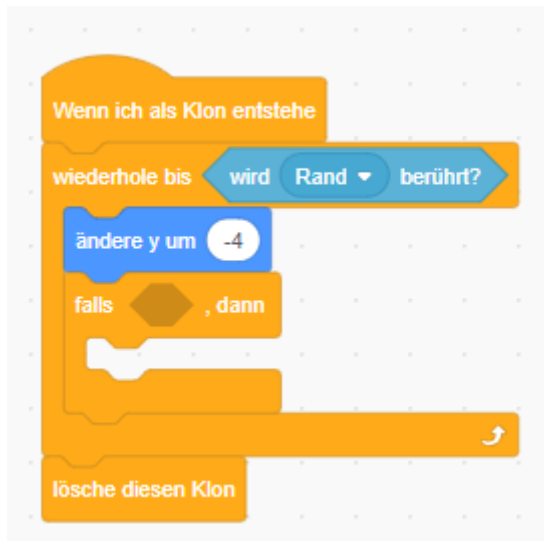 Wenn ich als Klon entstehe
wiederhole bis wird Rand berührt?
ändere y um -4
falls , dann
lösche diesen Klon